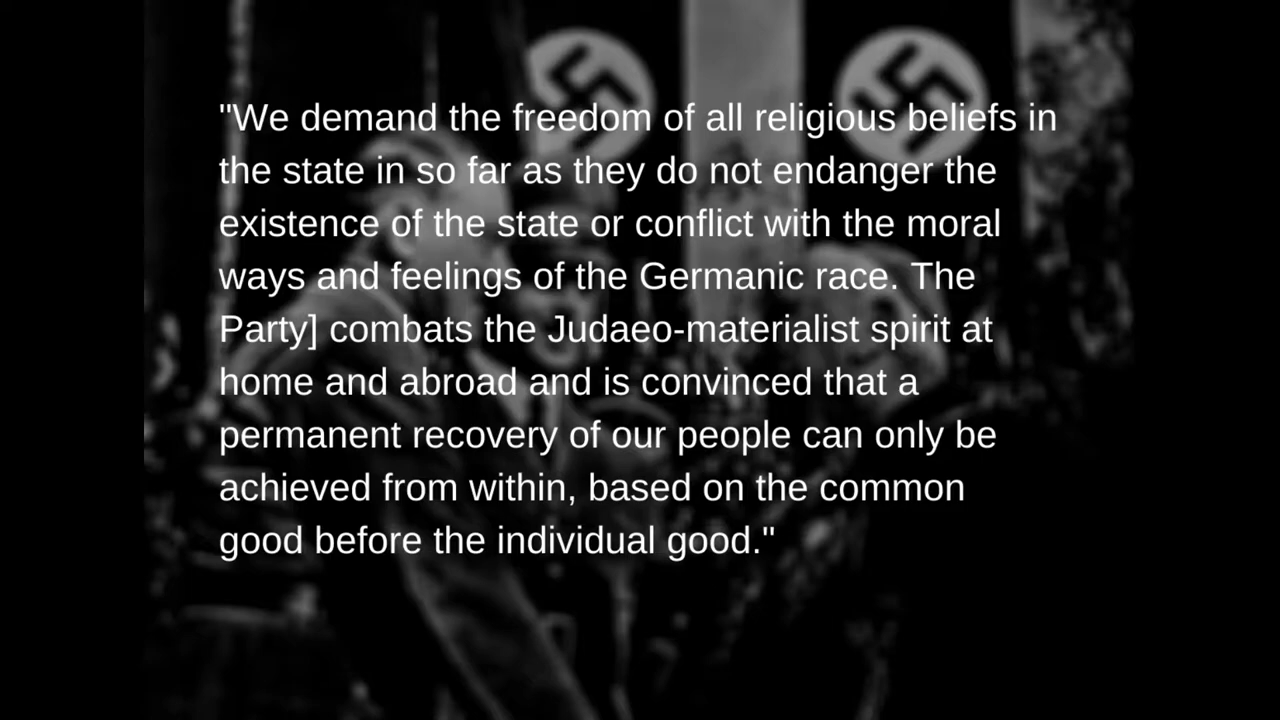 "We demand the freedom of all religious beliefs in
the state in so far as they do not endanger the
existence of the state or conflict with the moral
ways and feelings of the Germanic race. The
Party] combats the Judaeo-materialist spirit at
home and abroad and is convinced that a
permanent recovery of our people can only be
achieved from within, based on the common
good before the individual good."